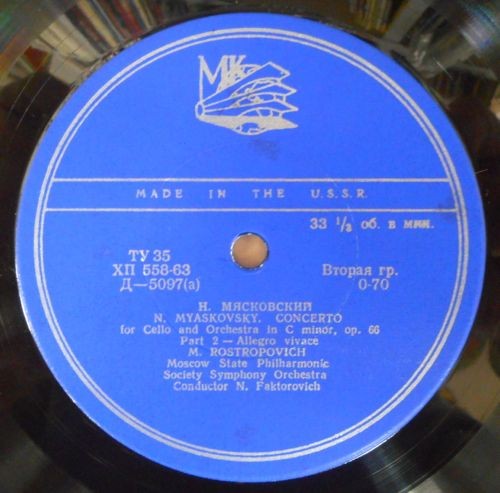 МК
MADE IN THE U.S.S.R.
33 ⅓ об. в мин.
ТУ 35
ХП 558-63
Д—5097(а)
Вторая гр.
0-70
Н. МЯСКОВСКИЙ
N. MYASKOVSKY. CONCERTO
for Cello and Orchestra in C minor, op. 66
Part 2 — Allegro vivace
M. ROSTROPOVICH
Moscow State Philharmonic
Society Symphony Orchestra
Conductor N. Faktorovich